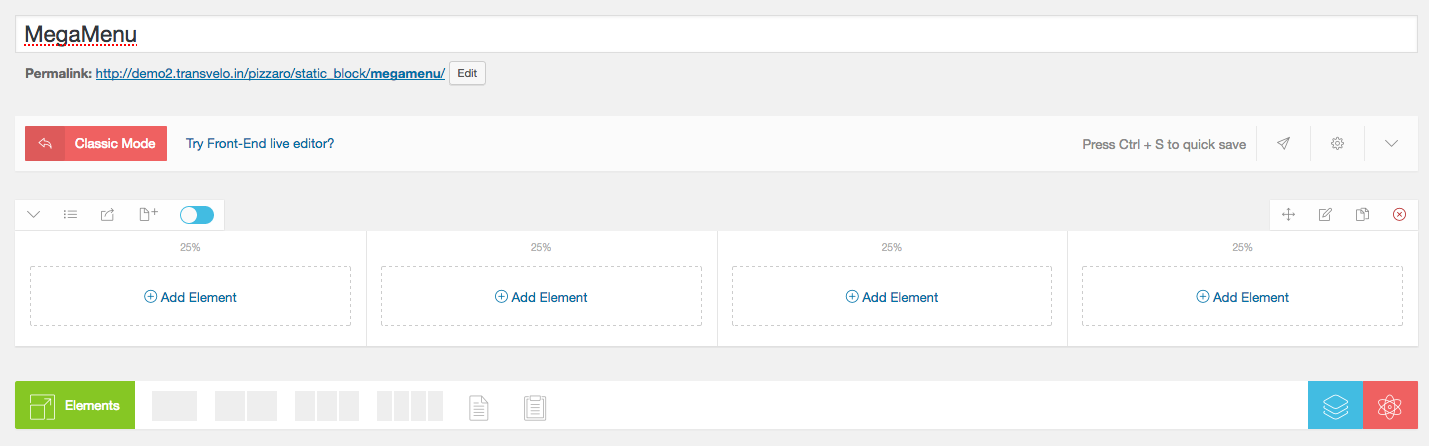 MegaMenu
Permalink: http://demo2.transvelo.in/pizzaro/static_block/megamenu/ Edit
Classic Mode Try Front-End live editor? Press Ctrl + S to quick save
25% 25% 25% 25%
Add Element Add Element Add Element Add Element
Elements